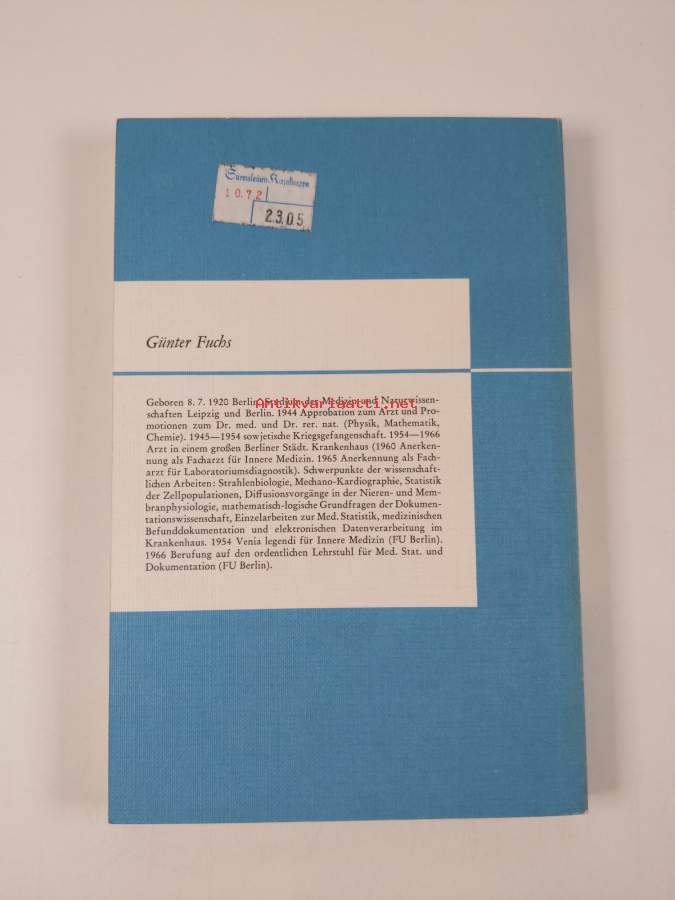 10.72
23.05
Günter Fuchs
Geboren 8. 7. 1920 Berlin. Studium der Medizin und Naturwissen-
Antikvariaatti.net
schaften Leipzig und Berlin. 1944 Approbation zum Arzt und Pro-
motionen zum Dr. med. und Dr. rer. nat. (Physik, Mathematik,
Chemie). 1945—1954 sowjetische Kriegsgefangenschaft. 1954—1966
Arzt in einem großen Berliner Städt. Krankenhaus (1960 Anerken-
nung als Facharzt für Innere Medizin. 1965 Anerkennung als Fach-
arzt für Laboratoriumsdiagnostik). Schwerpunkte der wissenschaft-
lichen Arbeiten: Strahlenbiologie, Mechano-Kardiographie, Statistik
der Zellpopulationen, Diffusionsvorgänge in der Nieren- und Mem-
branphysiologie, mathematisch-logische Grundfragen der Dokumen-
tationswissenschaft, Einzelarbeiten zur Med. Statistik, medizinischen
Befunddokumentation und elektronischen Datenverarbeitung im
Krankenhaus. 1954 Venia legendi für Innere Medizin (FU Berlin).
1966 Berufung auf den ordentlichen Lehrstuhl für Med. Stat. und
Dokumentation (FU Berlin).